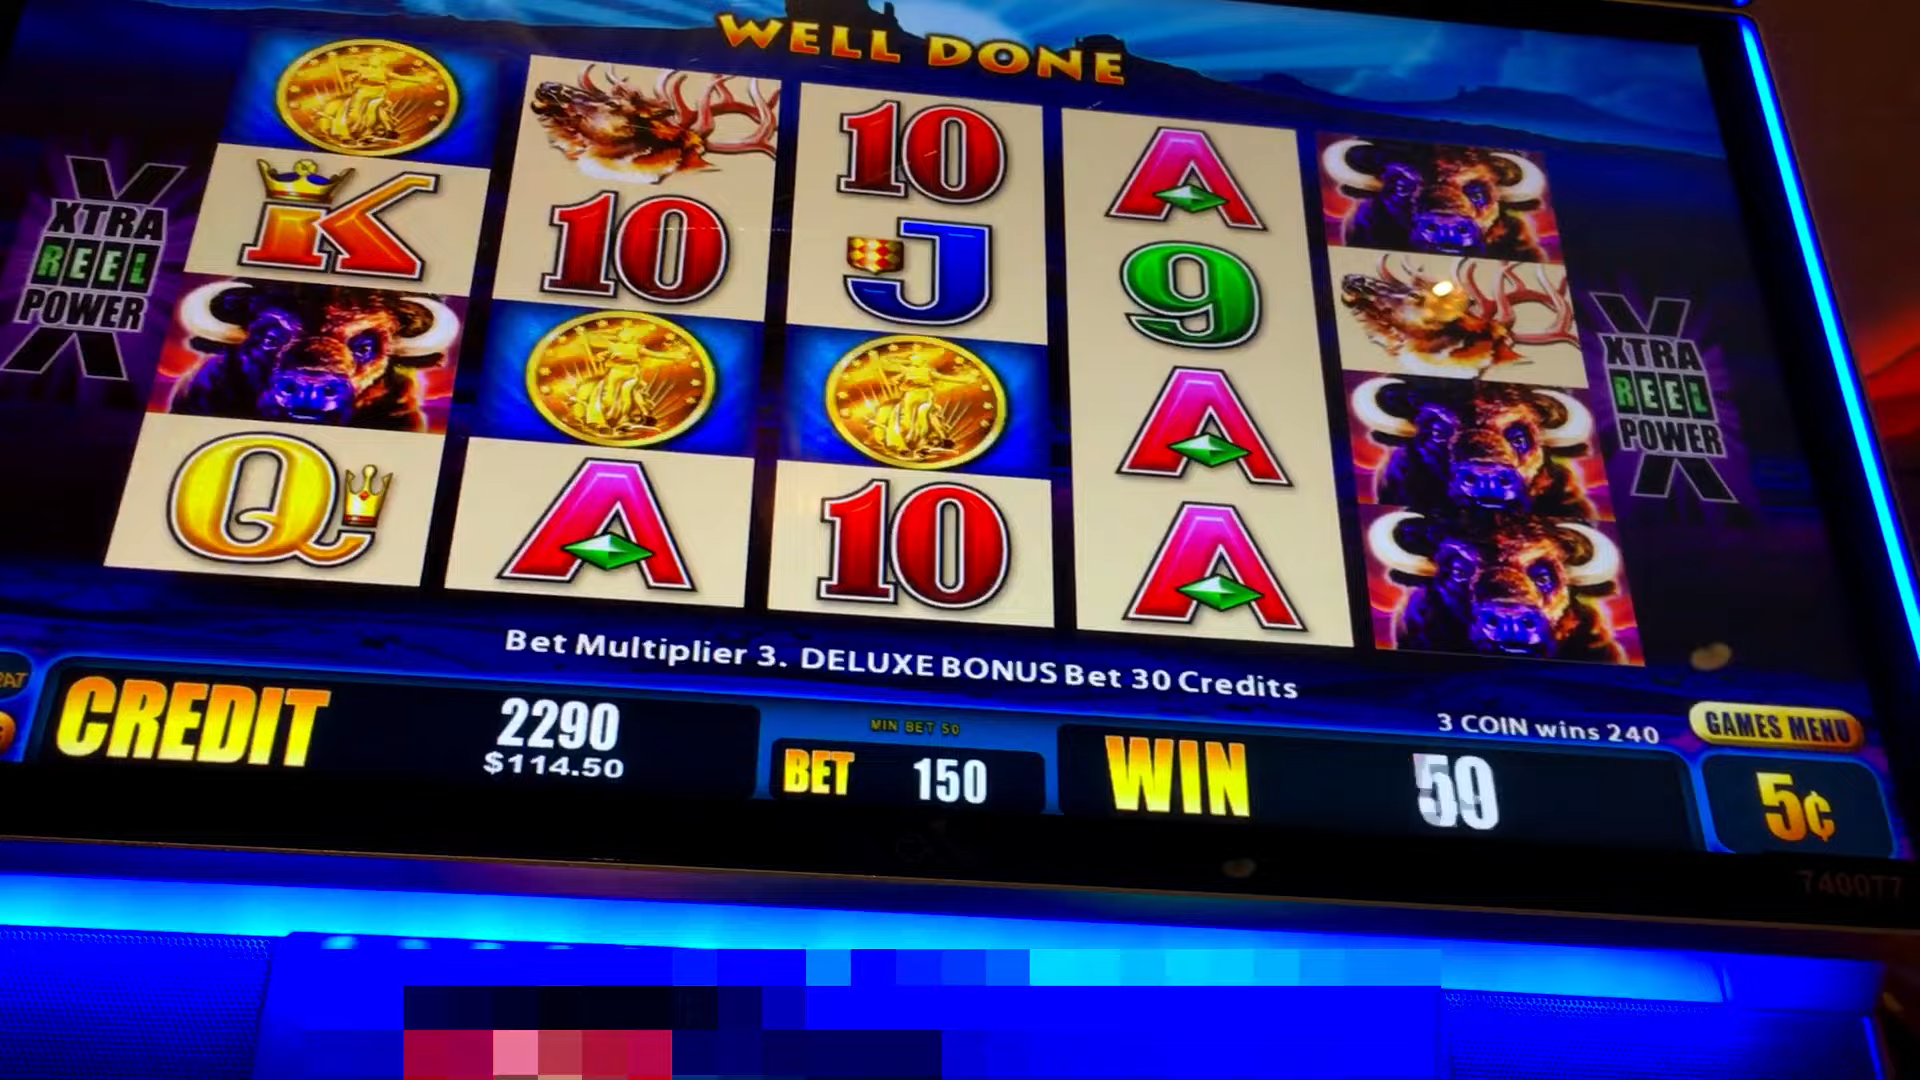 WELL DONE
XTRA
REEL
POWER
K
Q
10
A
10
J
10
A
9
A
A
XTRA
REEL
POWER
Bet Multiplier 3. DELUXE BONUS Bet 30 Credits
3 COIN wins 240
GAMES MENU
CREDIT
2290
$114.50
MIN BET 50
BET 150
WIN
5¢
740077